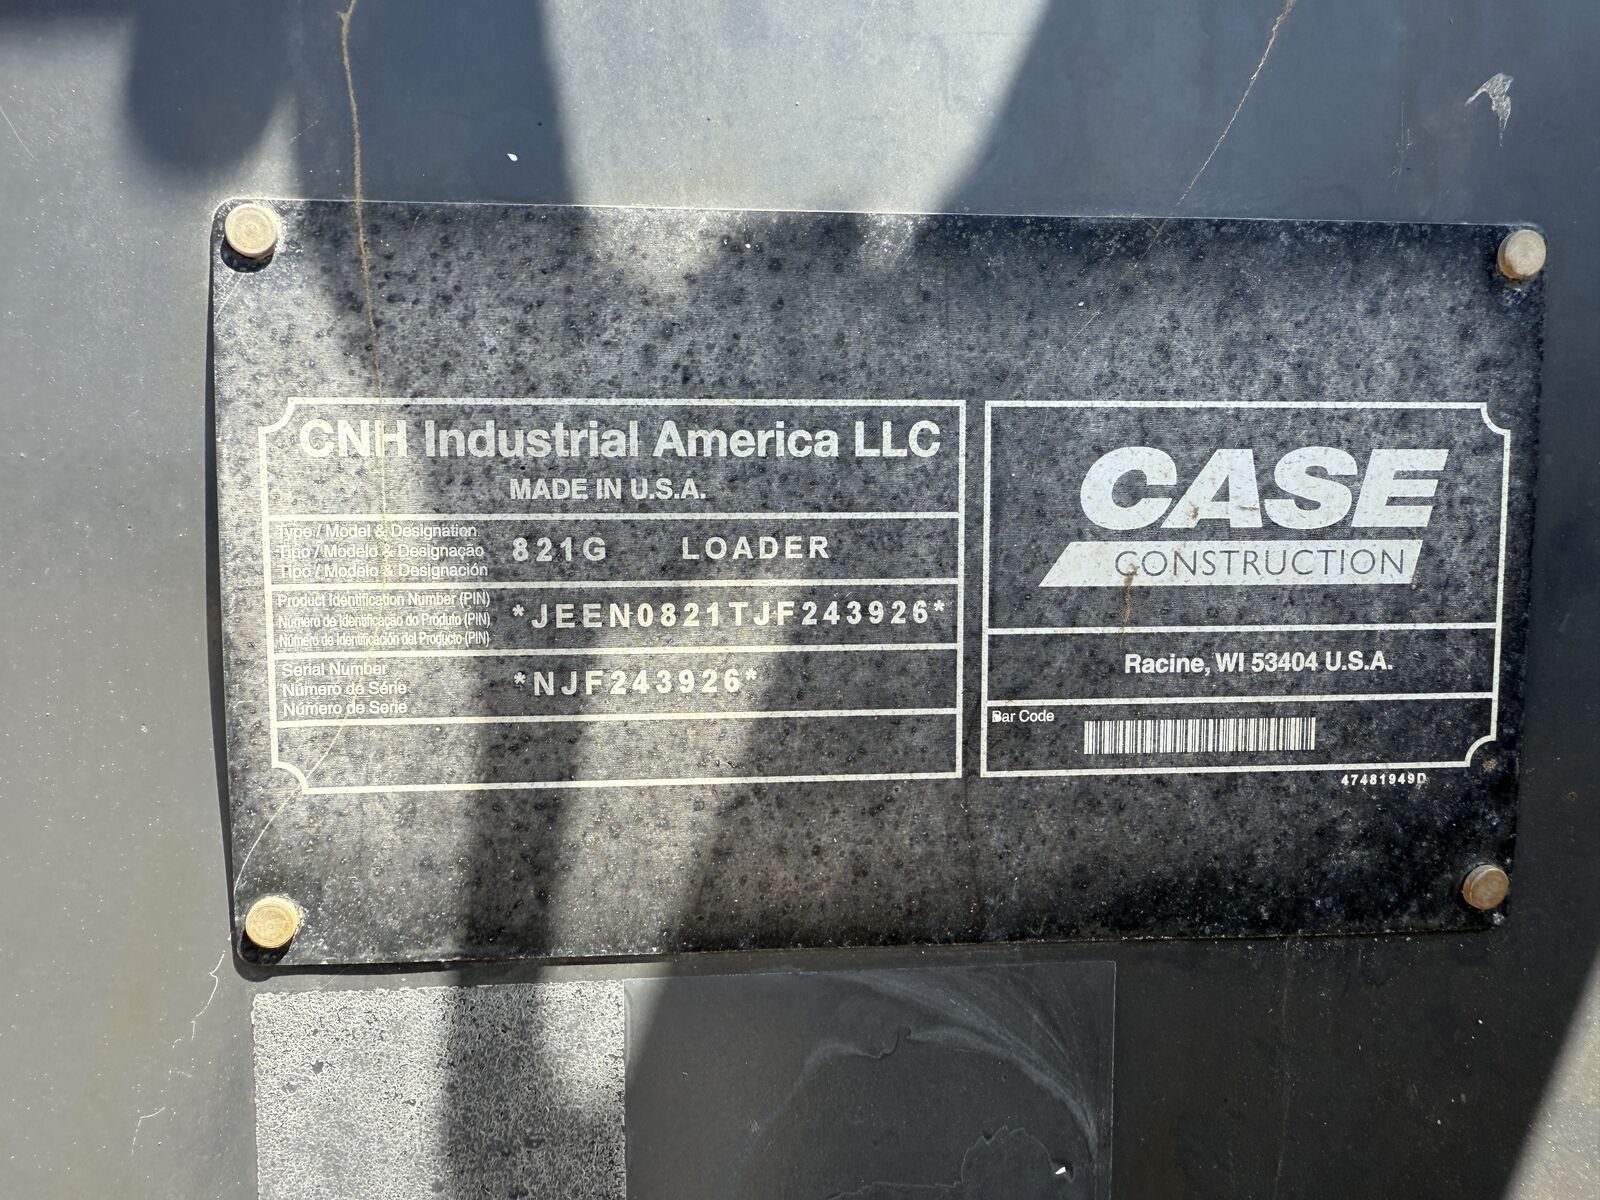 CNH Industrial America LLC
MADE IN U.S.A.
Type / Model & Designation
Tipo / Modelo & Designação
Tipo / Modélo & Designación
821G LOADER
Product Identification Number (PIN)
Número de Identificação do Produto (PIN)
Número de Identificación del Producto (PIN)
*JEEN0821TJF243926*
Serial Number
Número de Série
Número de Serie
*NJF243926*
CASE
CONSTRUCTION
Racine, WI 53404 U.S.A.
Bar Code
47481949D